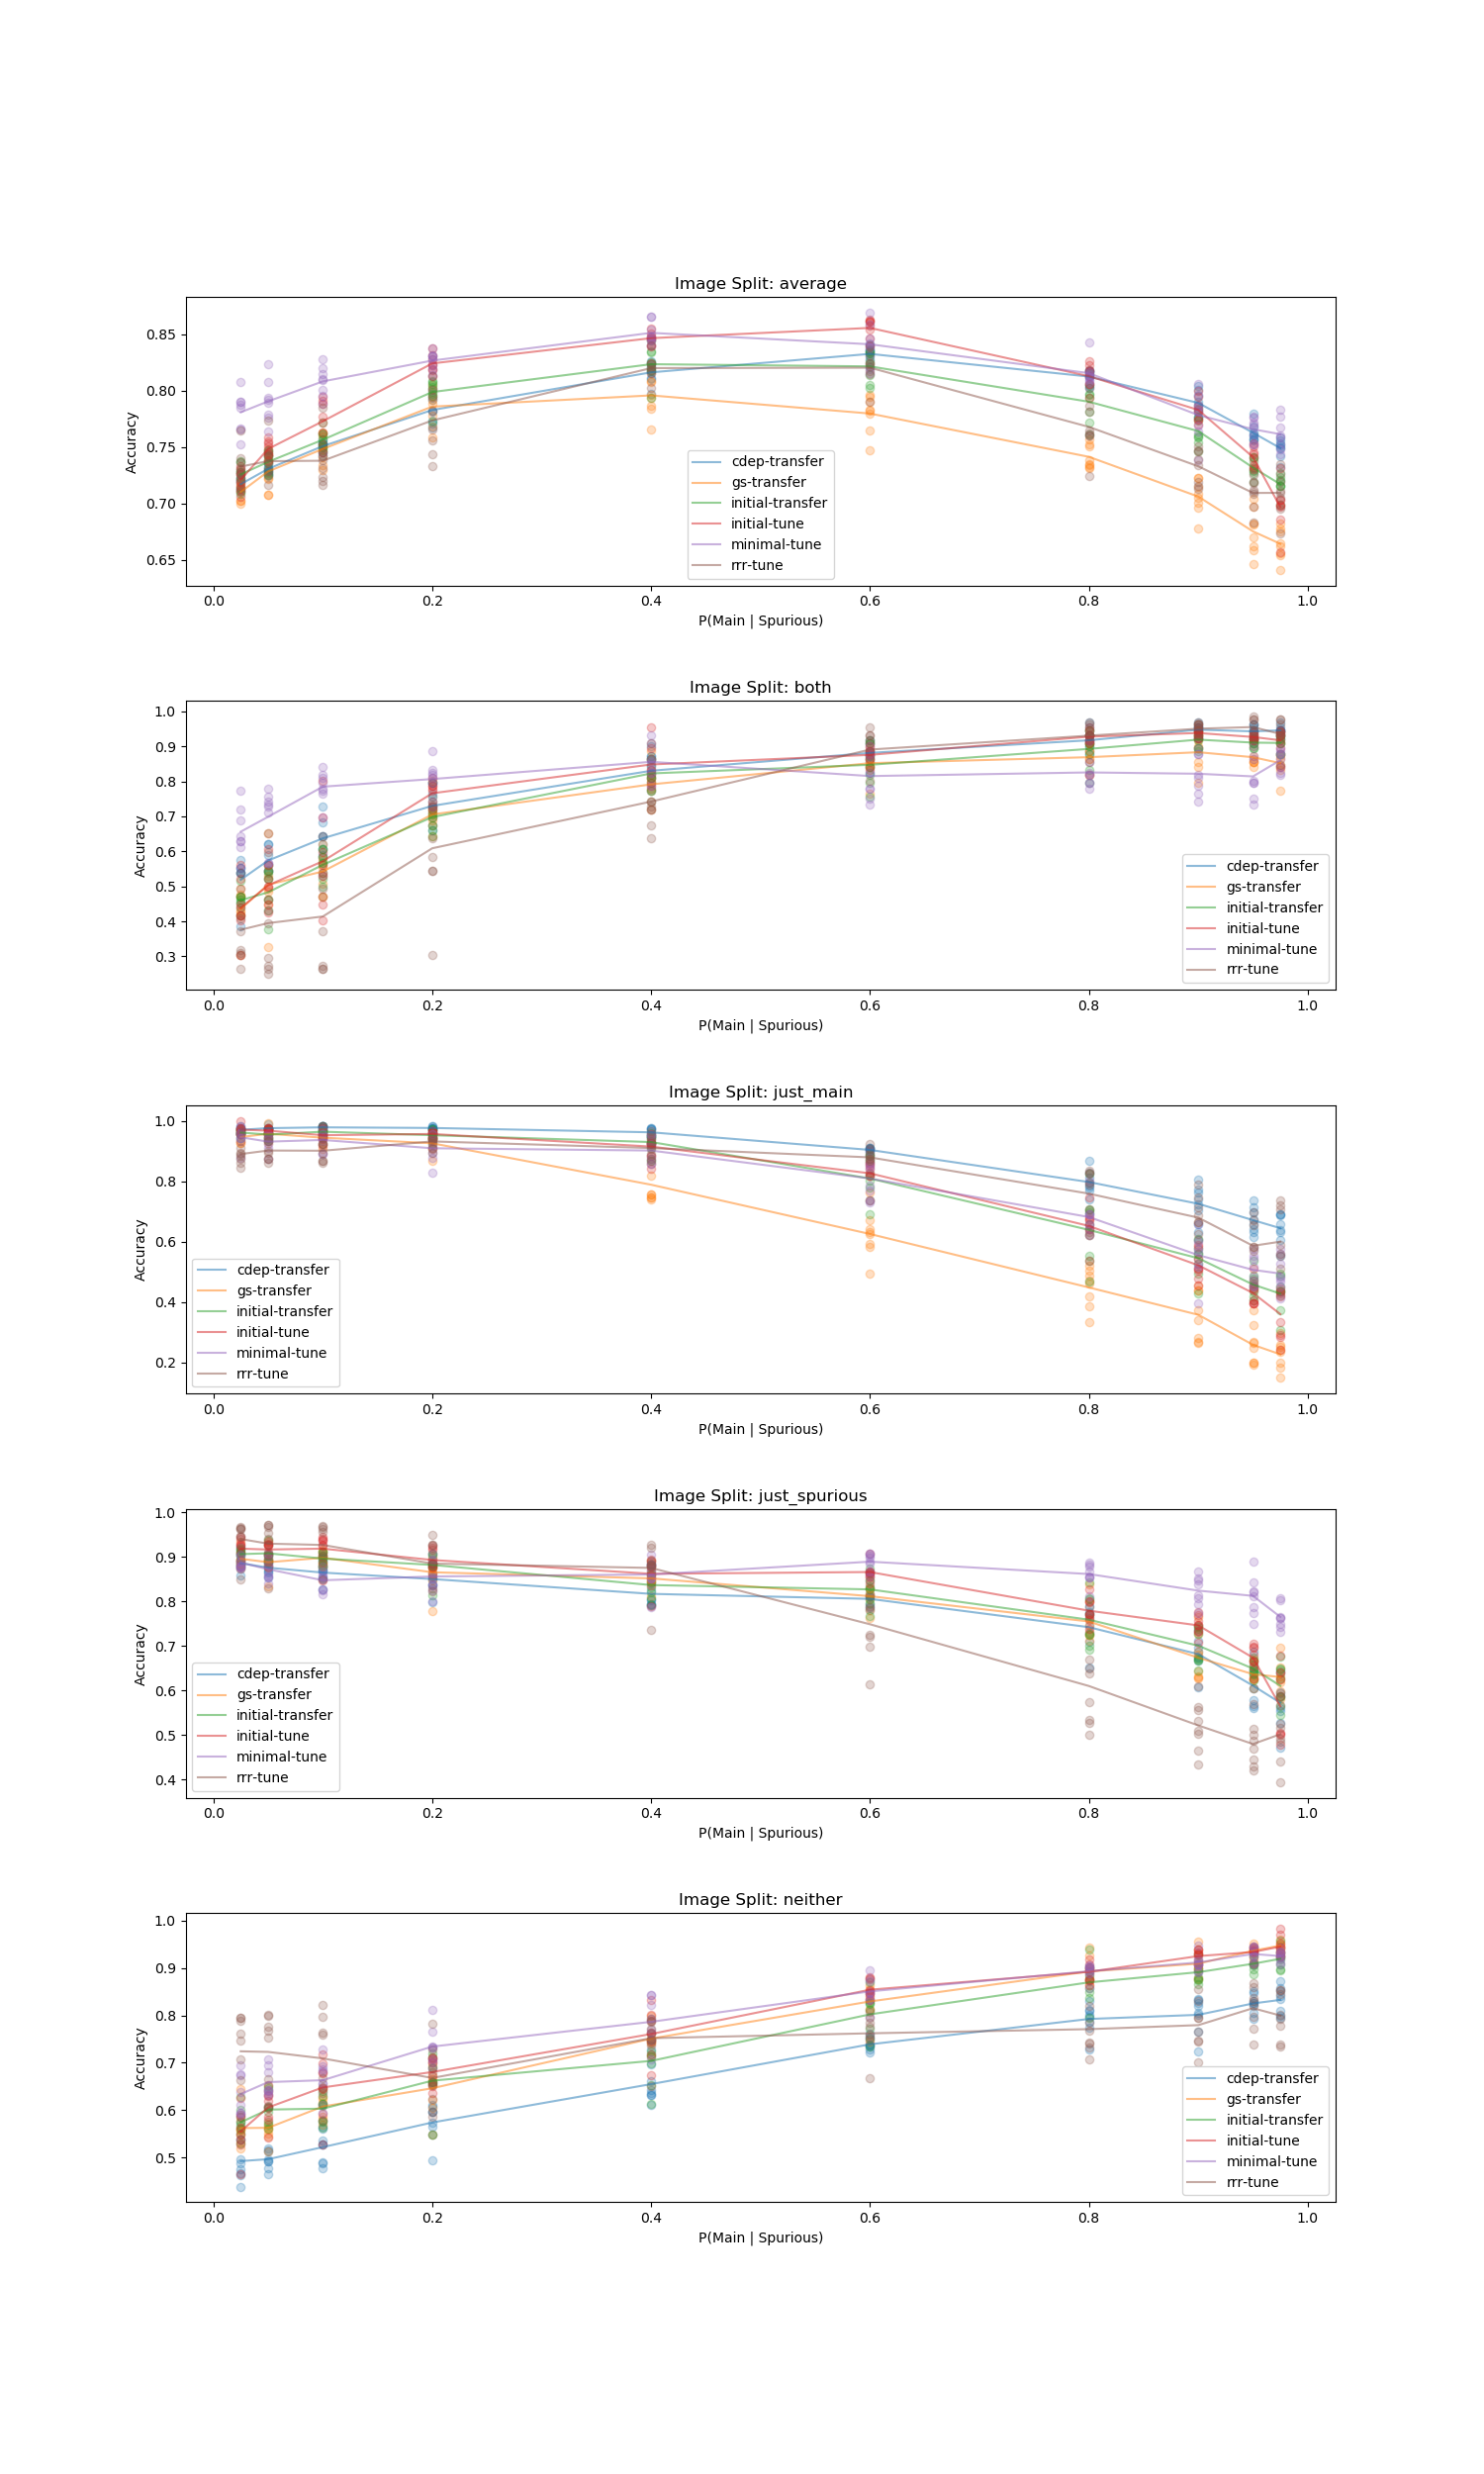 Image Split: average
Accuracy
0.85
0.80
0.75
0.70
0.65
cdep-transfer
gs-transfer
initial-transfer
initial-tune
minimal-tune
rrr-tune
0.0 0.2 0.4 0.6 0.8 1.0
P(Main | Spurious)
Image Split: both
Accuracy
1.0
0.9
0.8
0.7
0.6
0.5
0.4
0.3
cdep-transfer
gs-transfer
initial-transfer
initial-tune
minimal-tune
rrr-tune
0.0 0.2 0.4 0.6 0.8 1.0
P(Main | Spurious)
Image Split: just_main
Accuracy
1.0
0.8
0.6
0.4
0.2
cdep-transfer
gs-transfer
initial-transfer
initial-tune
minimal-tune
rrr-tune
0.0 0.2 0.4 0.6 0.8 1.0
P(Main | Spurious)
Image Split: just_spurious
Accuracy
1.0
0.9
0.8
0.7
0.6
0.5
0.4
cdep-transfer
gs-transfer
initial-transfer
initial-tune
minimal-tune
rrr-tune
0.0 0.2 0.4 0.6 0.8 1.0
P(Main | Spurious)
Image Split: neither
Accuracy
1.0
0.9
0.8
0.7
0.6
0.5
cdep-transfer
gs-transfer
initial-transfer
initial-tune
minimal-tune
rrr-tune
0.0 0.2 0.4 0.6 0.8 1.0
P(Main | Spurious)